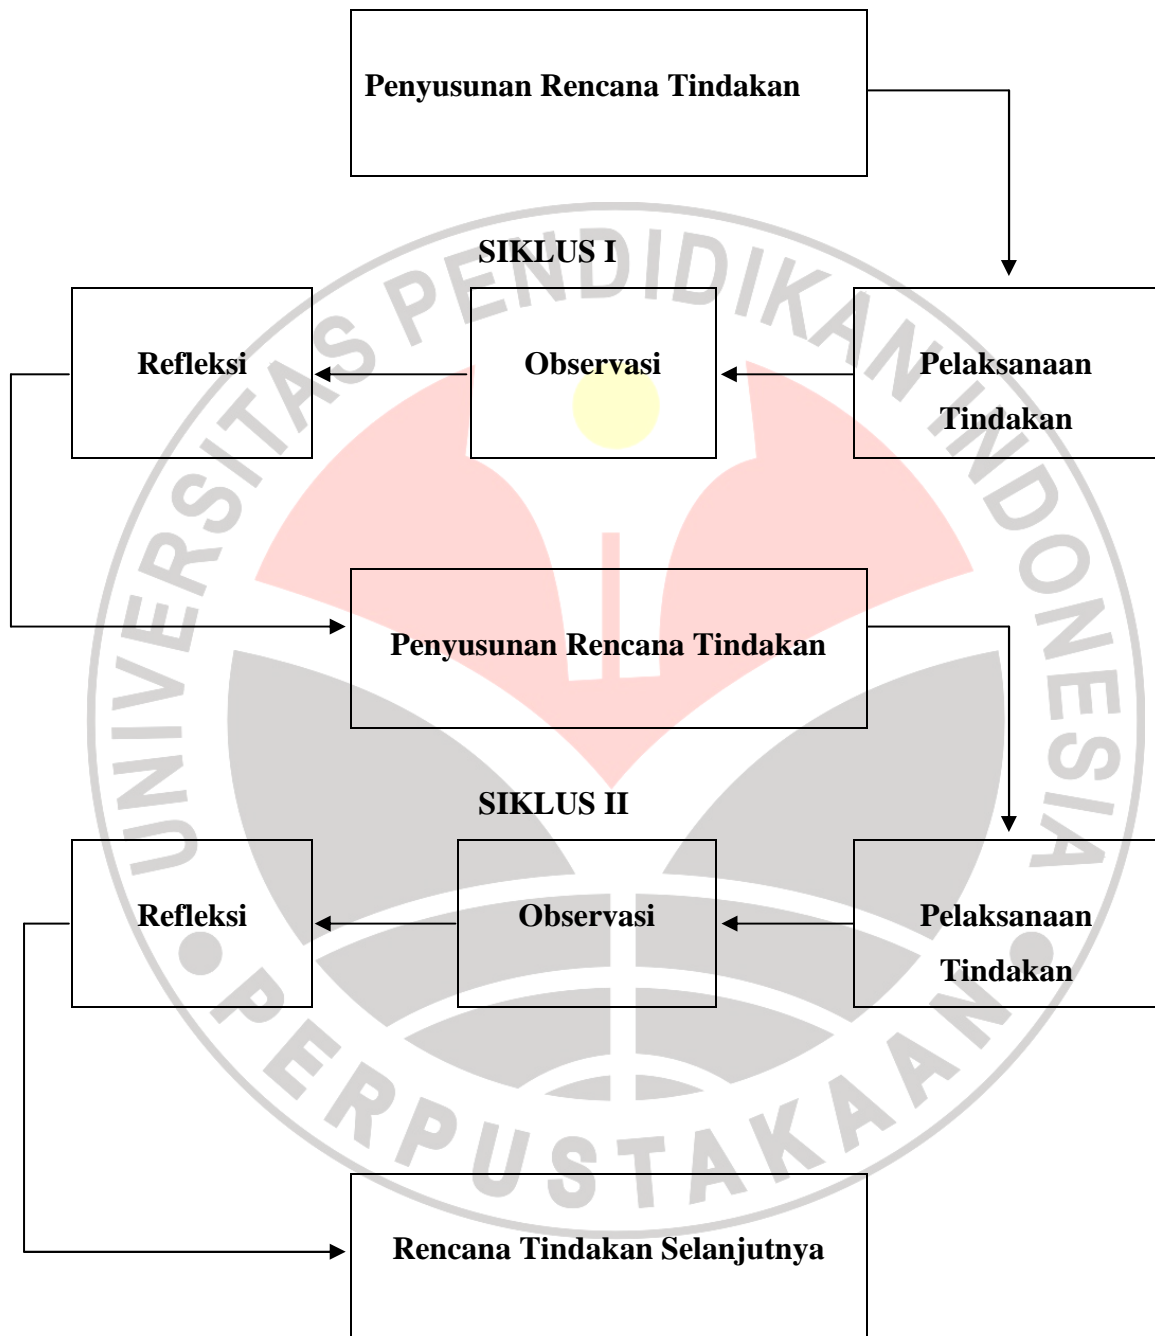 Penyusunan Rencana Tindakan
SIKLUS I
Refleksi
Observasi
Pelaksanaan
Tindakan
Penyusunan Rencana Tindakan
SIKLUS II
Refleksi
Observasi
Pelaksanaan
Tindakan
Rencana Tindakan Selanjutnya
UNIVERSITAS PENDIDIKAN INDONESIA
PERPUSTAKAAN